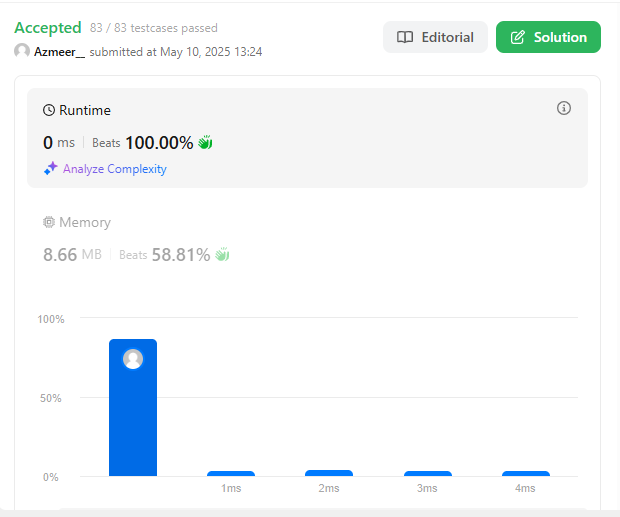 Accepted 83 / 83 testcases passed
Azmeer__ submitted at May 10, 2025 13:24
Editorial
Solution
Runtime
0 ms | Beats 100.00%
Analyze Complexity
Memory
8.66 MB | Beats 58.81%
100%
50%
0%
1ms 2ms 3ms 4ms